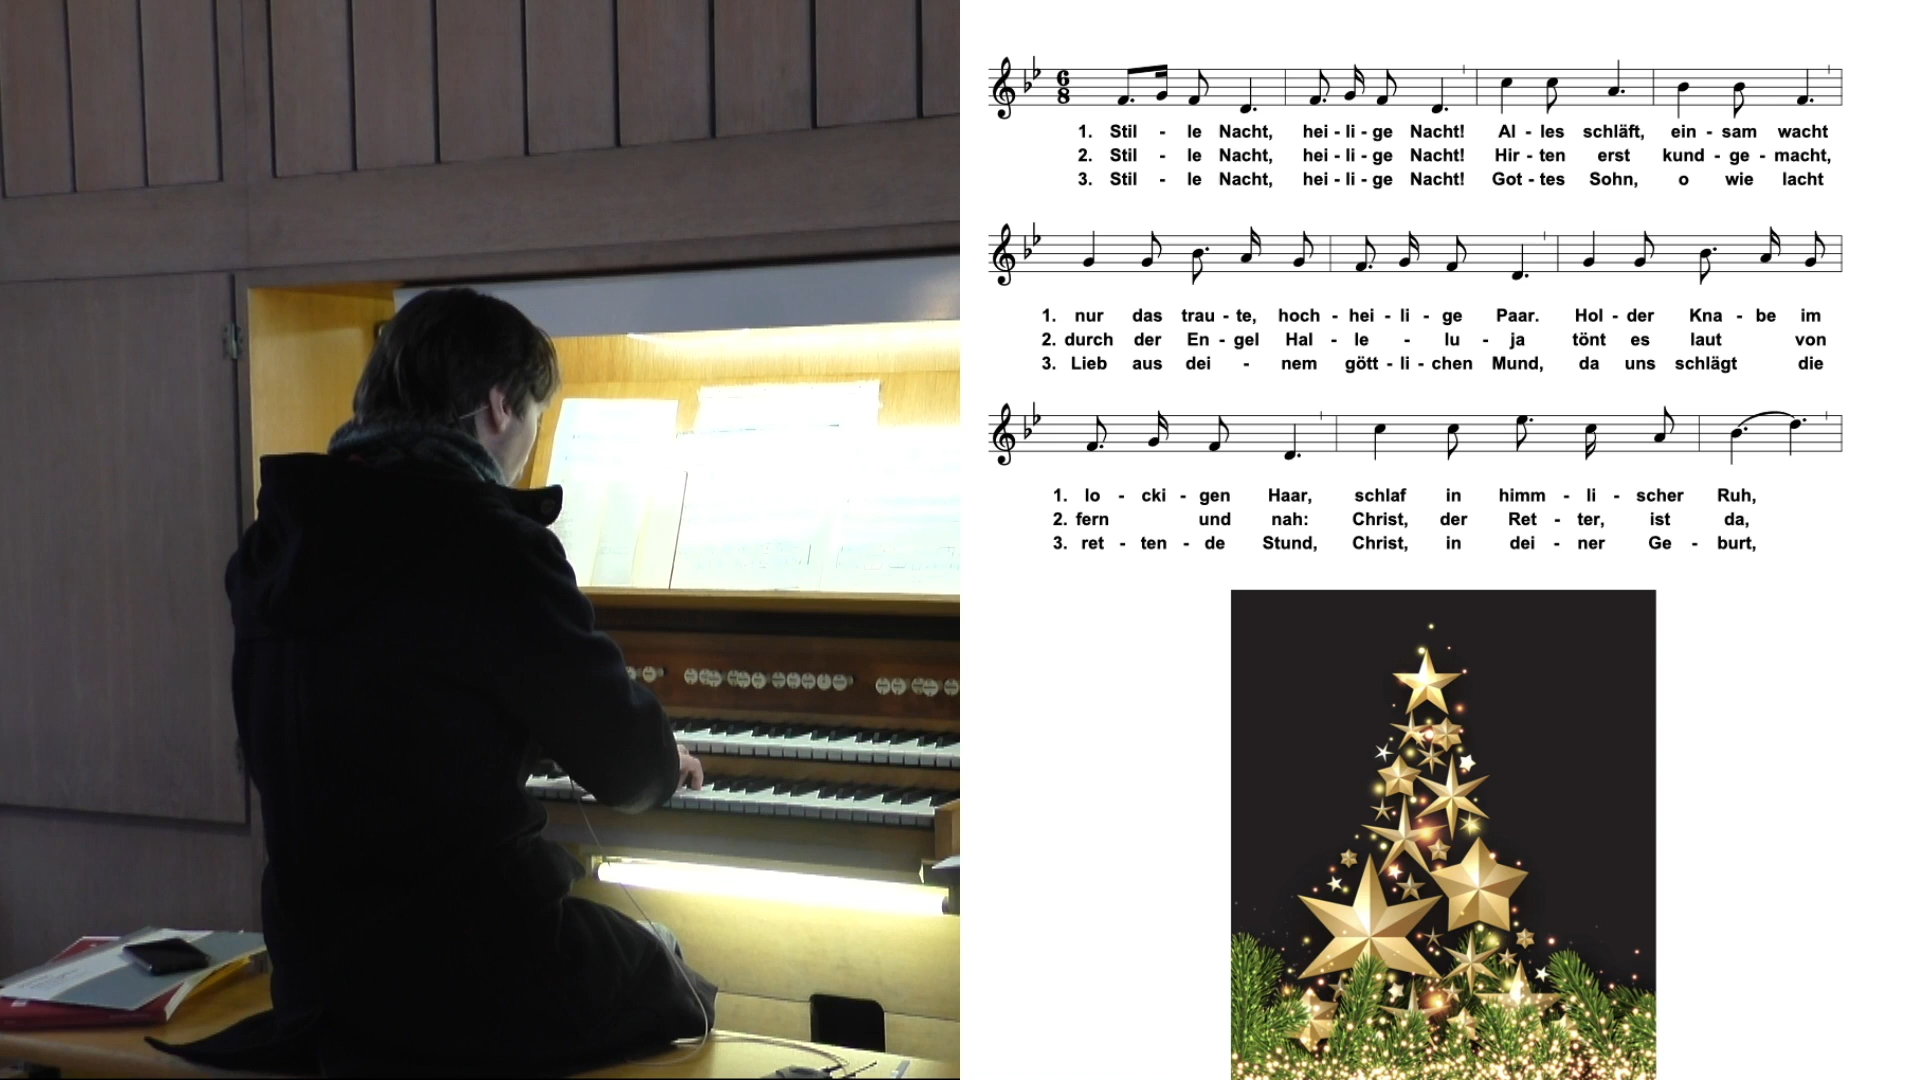 6
8
1. Stil - le Nacht, hei - li - ge Nacht! Al - les schläft, ein - sam wacht
2. Stil - le Nacht, hei - li - ge Nacht! Hir - ten erst kund - ge - macht,
3. Stil - le Nacht, hei - li - ge Nacht! Got - tes Sohn, o wie lacht
1. nur das trau - te, hoch - hei - li - ge Paar. Hol - der Kna - be im
2. durch der En - gel Hal - le - lu - ja tönt es laut von
3. Lieb aus dei - nem gött - li - chen Mund, da uns schlägt die
1. lo - cki - gen Haar, schlaf in himm - li - scher Ruh,
2. fern und nah: Christ, der Ret - ter, ist da,
3. ret - ten - de Stund, Christ, in dei - ner Ge - burt,